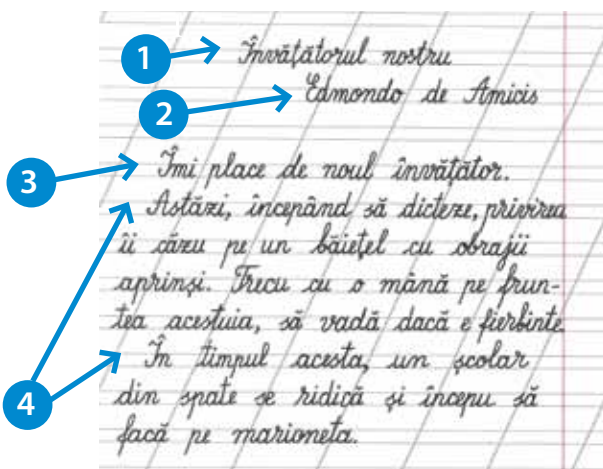 1 Învățătorul nostru
2 Edmondo de Amicis
3 Îmi place de noul învățător.
Astăzi, începând să dicteze, privirea
îi căzu pe un băiețel cu obrajii
aprinși. Trecu cu o mână pe frun-
tea acestuia, să vadă dacă e fierbinte
4 În timpul acesta, un școlar
din spate se ridică și începu să
facă pe marioneta.